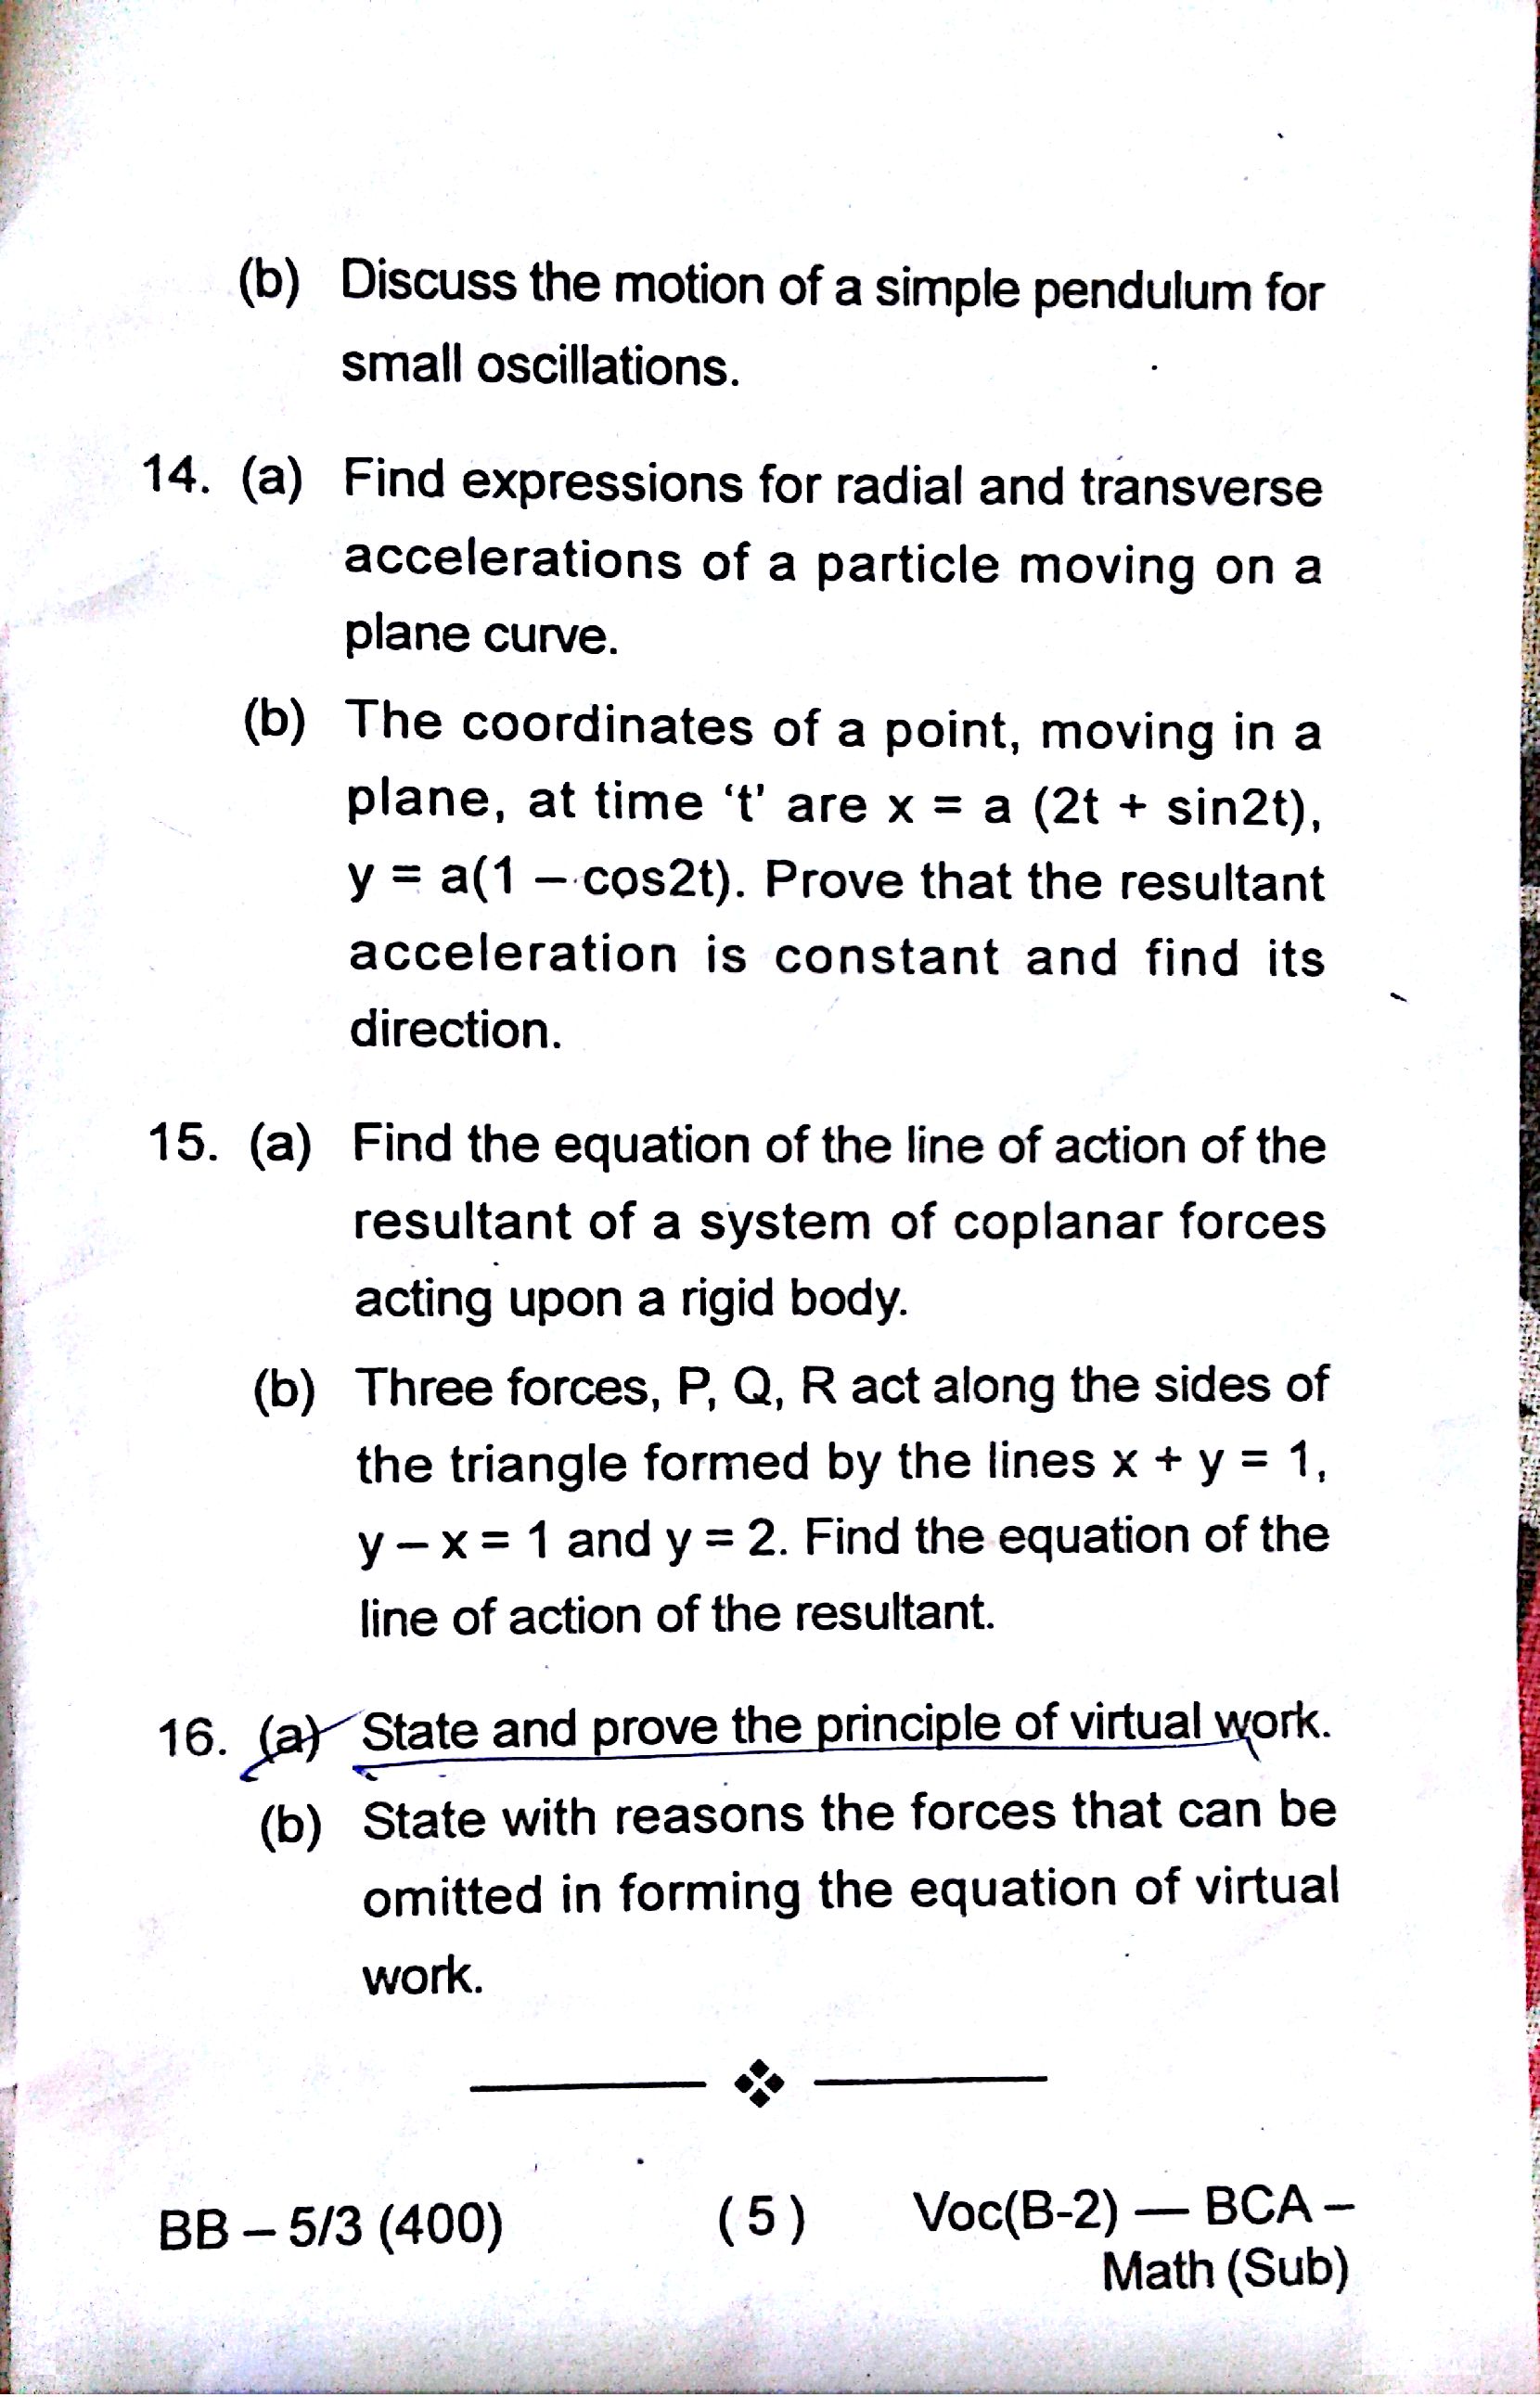 (b) Discuss the motion of a simple pendulum for
small oscillations.
14. (a) Find expressions for radial and transverse
accelerations of a particle moving on a
plane curve.
(b) The coordinates of a point, moving in a
plane, at time ‘t’ are x = a (2t + sin2t),
y = a(1 – cos2t). Prove that the resultant
acceleration is constant and find its
direction.
15. (a) Find the equation of the line of action of the
resultant of a system of coplanar forces
acting upon a rigid body.
(b) Three forces, P, Q, R act along the sides of
the triangle formed by the lines x + y = 1,
y – x = 1 and y = 2. Find the equation of the
line of action of the resultant.
16. (a) State and prove the principle of virtual work.
(b) State with reasons the forces that can be
omitted in forming the equation of virtual
work.
BB – 5/3 (400) ( 5 ) Voc(B-2) — BCA –
Math (Sub)